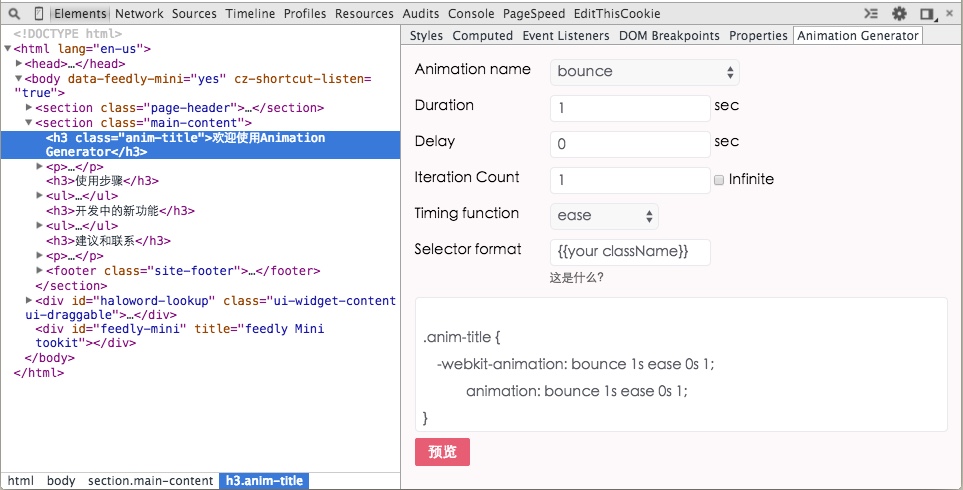 Elements Network Sources Timeline Profiles Resources Audits Console PageSpeed EditThisCookie
<!DOCTYPE html>
<html lang="en-us">
<head>…</head>
<body data-feedly-mini="yes" cz-shortcut-listen=
"true">
<section class="page-header">…</section>
<section class="main-content">
<h3 class="anim-title">欢迎使用Animation
Generator</h3>
<p>…</p>
<h3>使用步骤</h3>
<ul>…</ul>
<h3>开发中的新功能</h3>
<ul>…</ul>
<h3>建议和联系</h3>
<p>…</p>
<footer class="site-footer">…</footer>
</section>
<div id="haloword-lookup" class="ui-widget-content
ui-draggable">…</div>
<div id="feedly-mini" title="feedly Mini
tookit"></div>
</body>
</html>
html body section.main-content h3.anim-title
Styles Computed Event Listeners DOM Breakpoints Properties Animation Generator
Animation name bounce
Duration 1 sec
Delay 0 sec
Iteration Count 1 Infinite
Timing function ease
Selector format {{your className}}
这是什么?
.anim-title {
-webkit-animation: bounce 1s ease 0s 1;
animation: bounce 1s ease 0s 1;
}
预览